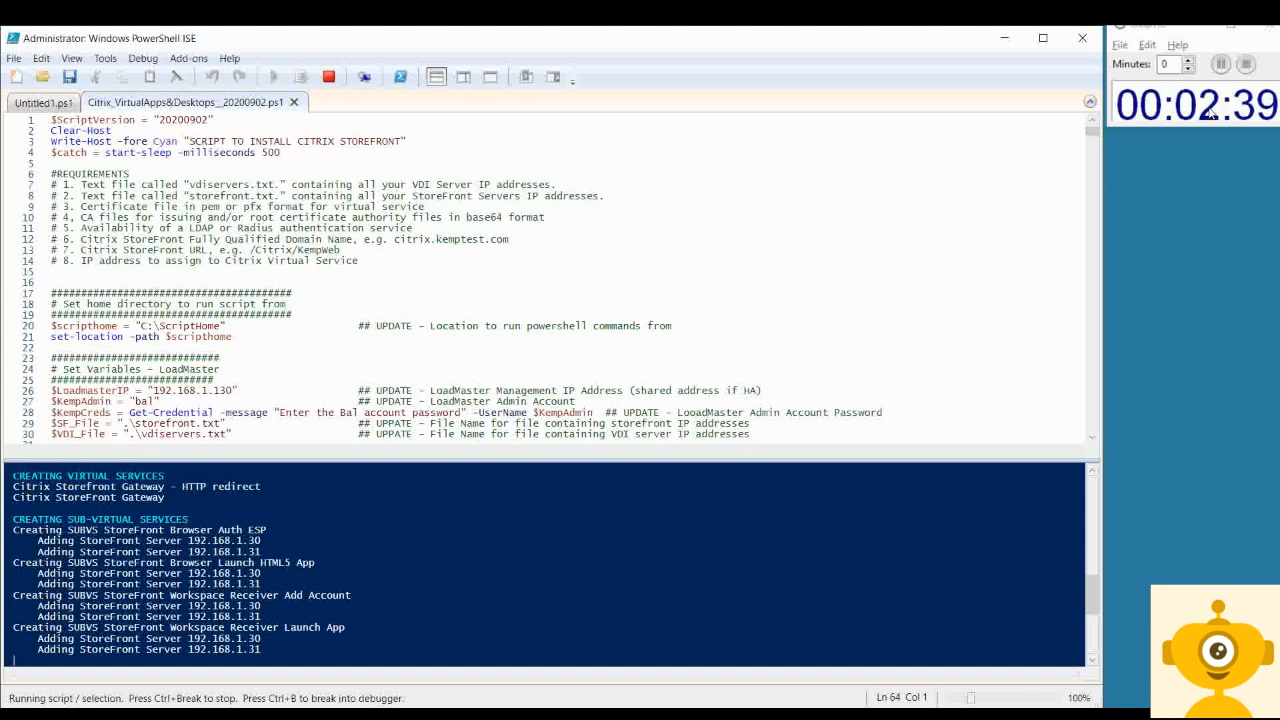 Administrator: Windows PowerShell ISE
File Edit View Tools Debug Add-ons Help
Untitled1.ps1 Citrix_VirtualApps&Desktops__20200902.ps1
1 $ScriptVersion = "20200902"
2 Clear-Host
3 Write-Host -fore Cyan "SCRIPT TO INSTALL CITRIX STOREFRONT"
4 $catch = start-sleep -milliseconds 500
5
6 #REQUIREMENTS
7 # 1. Text file called "vdiservers.txt." containing all your VDI Server IP addresses.
8 # 2. Text file called "storefront.txt." containing all your StoreFront Servers IP addresses.
9 # 3. Certificate file in pem or pfx format for virtual service
10 # 4. CA files for issuing and/or root certificate authority files in base64 format
11 # 5. Availability of a LDAP or Radius authentication service
12 # 6. Citrix StoreFront Fully Qualified Domain Name, e.g. citrix.kemptest.com
13 # 7. Citrix StoreFront URL, e.g. /Citrix/KempWeb
14 # 8. IP address to assign to Citrix Virtual Service
15
16
17 ########################################
18 # Set home directory to run script from
19 ########################################
20 $scripthome = "C:\ScriptHome" ## UPDATE - Location to run powershell commands from
21 set-location -path $scripthome
22
23 ############################
24 # Set Variables - LoadMaster
25 ###########################
26 $LoadmasterIP = "192.168.1.130" ## UPDATE - LoadMaster Management IP Address (shared address if HA)
27 $KempAdmin = "bal" ## UPDATE - LoadMaster Admin Account
28 $KempCreds = Get-Credential -message "Enter the Bal account password" -UserName $KempAdmin ## UPDATE - LooadMaster Admin Account Password
29 $SF_File = ".\storefront.txt" ## UPPATE - File Name for file containing storefront IP addresses
30 $VDI_File = ".\vdiservers.txt" ## UPPATE - File Name for file containing VDI server IP addresses
CREATING VIRTUAL SERVICES
Citrix Storefront Gateway - HTTP redirect
Citrix StoreFront Gateway
CREATING SUB-VIRTUAL SERVICES
Creating SUBVS StoreFront Browser Auth ESP
Adding StoreFront Server 192.168.1.30
Adding StoreFront Server 192.168.1.31
Creating SUBVS StoreFront Browser Launch HTML5 App
Adding StoreFront Server 192.168.1.30
Adding StoreFront Server 192.168.1.31
Creating SUBVS StoreFront Workspace Receiver Add Account
Adding StoreFront Server 192.168.1.30
Adding StoreFront Server 192.168.1.31
Creating SUBVS StoreFront Workspace Receiver Launch App
Adding StoreFront Server 192.168.1.30
Adding StoreFront Server 192.168.1.31
Running script / selection. Press Ctrl+Break to stop. Press Ctrl+B to break into debugger.
Ln 64 Col 1
100%
File Edit Help
Minutes: 0
00:02:39